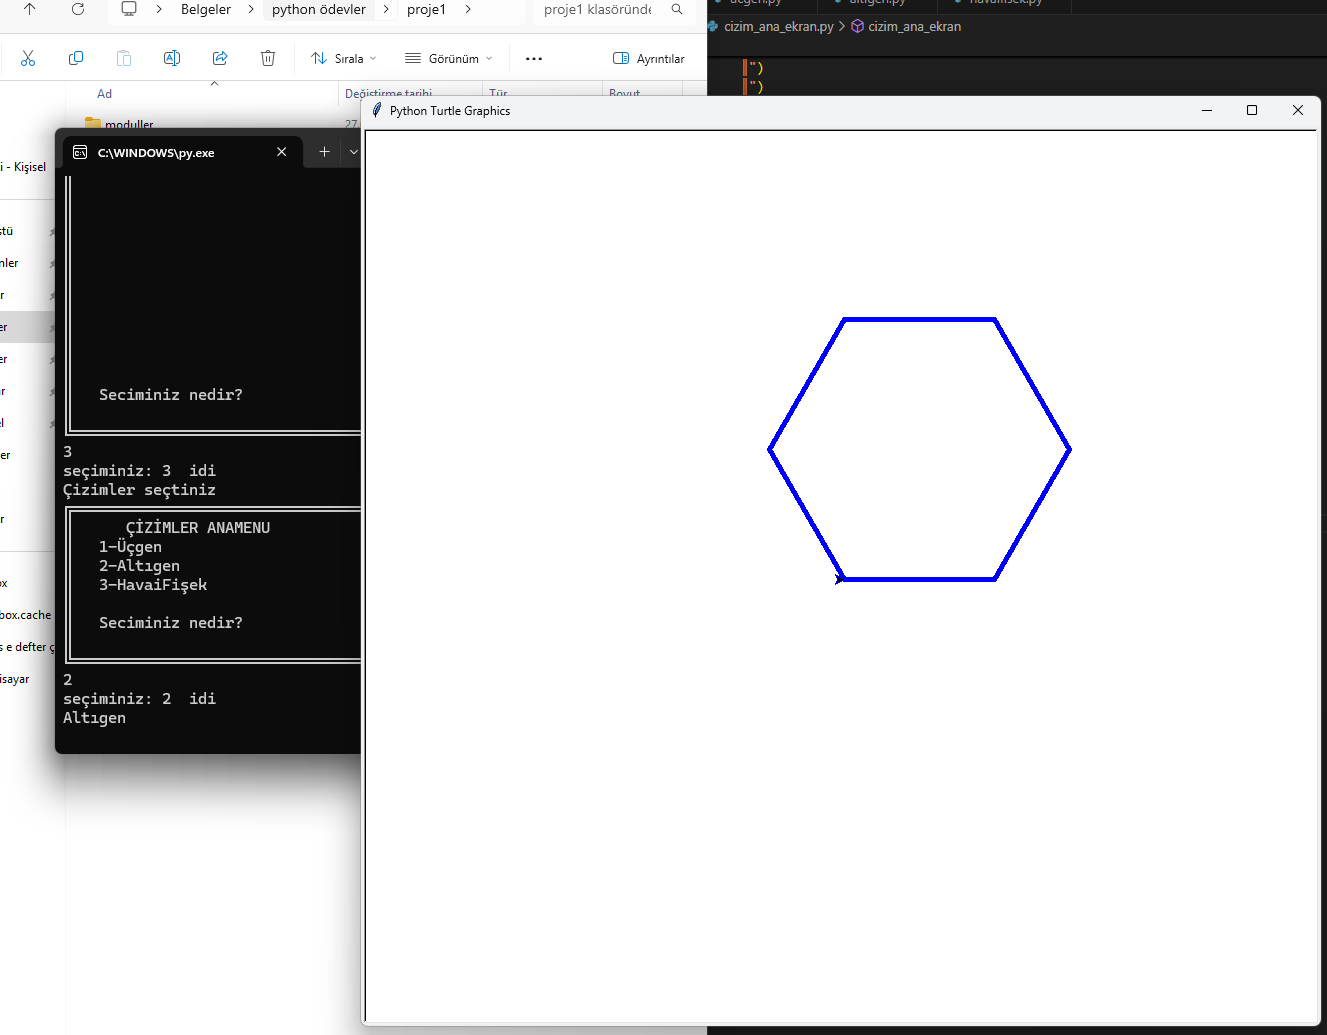 Belgeler
python ödevler
proje1
proje1 klasöründe
Sırala
Görünüm
Ayrıntılar
Ad
Değiştirme tarihi
Tür
Boyut
moduller
27
i - Kişisel
stü
nler
r
er
er
ar
el
er
r
ox
box.cache
s e defter ç
isayar
C:\WINDOWS\py.exe
Seciminiz nedir?
3
seçiminiz: 3 idi
Çizimler seçtiniz
ÇİZİMLER ANAMENU
1-Üçgen
2-Altıgen
3-HavaiFişek
Seciminiz nedir?
2
seçiminiz: 2 idi
Altıgen
Python Turtle Graphics
cizim_ana_ekran.py
cizim_ana_ekran
║")
║")